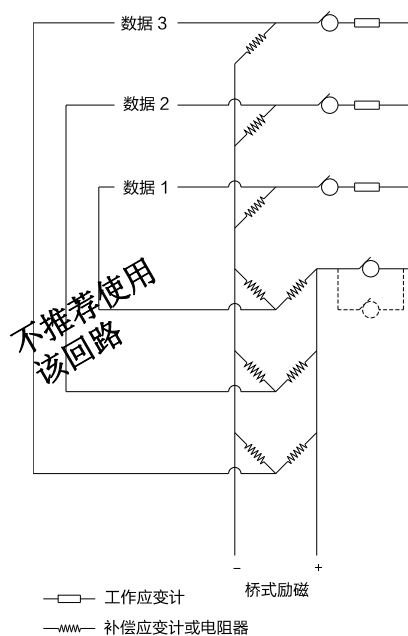 数据 3
数据 2
数据 1
不推荐使用
该回路
− +
桥式励磁
工作应变计
补偿应变计或电阻器